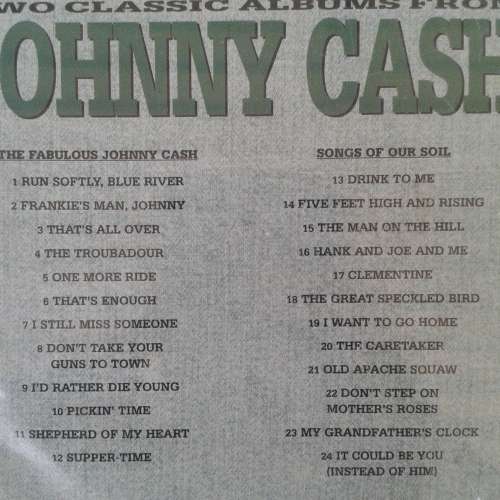 TWO CLASSIC ALBUMS FROM
JOHNNY CASH
THE FABULOUS JOHNNY CASH
1 RUN SOFTLY, BLUE RIVER
2 FRANKIE'S MAN, JOHNNY
3 THAT'S ALL OVER
4 THE TROUBADOUR
5 ONE MORE RIDE
6 THAT'S ENOUGH
7 I STILL MISS SOMEONE
8 DON'T TAKE YOUR
GUNS TO TOWN
9 I'D RATHER DIE YOUNG
10 PICKIN' TIME
11 SHEPHERD OF MY HEART
12 SUPPER-TIME
SONGS OF OUR SOIL
13 DRINK TO ME
14 FIVE FEET HIGH AND RISING
15 THE MAN ON THE HILL
16 HANK AND JOE AND ME
17 CLEMENTINE
18 THE GREAT SPECKLED BIRD
19 I WANT TO GO HOME
20 THE CARETAKER
21 OLD APACHE SQUAW
22 DON'T STEP ON
MOTHER'S ROSES
23 MY GRANDFATHER'S CLOCK
24 IT COULD BE YOU
(INSTEAD OF HIM)